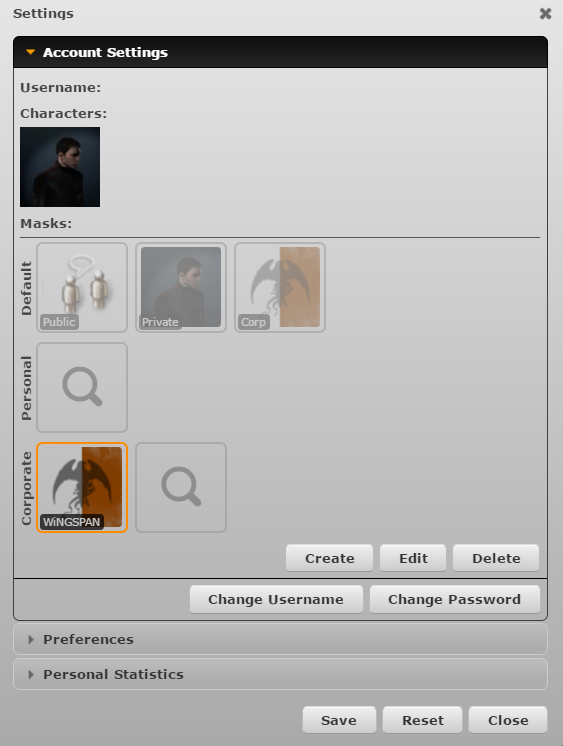 Settings
Account Settings
Username:
Characters:
Masks:
Default
Public
Private
Corp
Personal
Corporate
WiNGSPAN
Create
Edit
Delete
Change Username
Change Password
Preferences
Personal Statistics
Save
Reset
Close